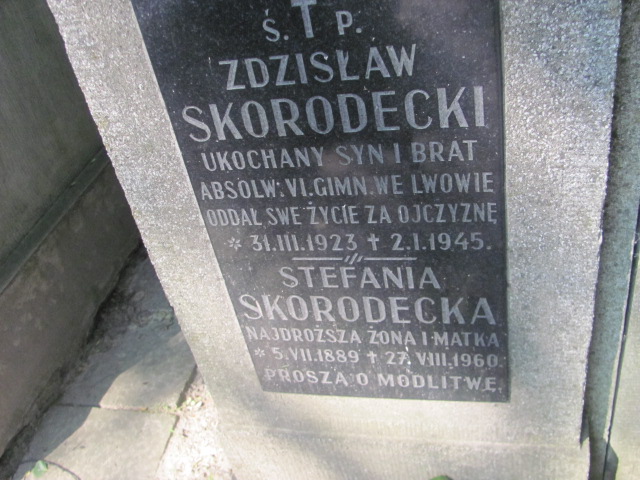 Ś. † P.
ZDZISŁAW
SKORODECKI
UKOCHANY SYN I BRAT
ABSOLW. VI. GIMN. WE LWOWIE
ODDAŁ SWE ŻYCIE ZA OJCZYZNĘ
* 31.III.1923 † 2.I.1945.
STEFANIA
SKORODECKA
NAJDROŻSZA ŻONA I MATKA
* 5.VII.1889 † 27.VIII.1960.
PROSZĄ O MODLITWĘ